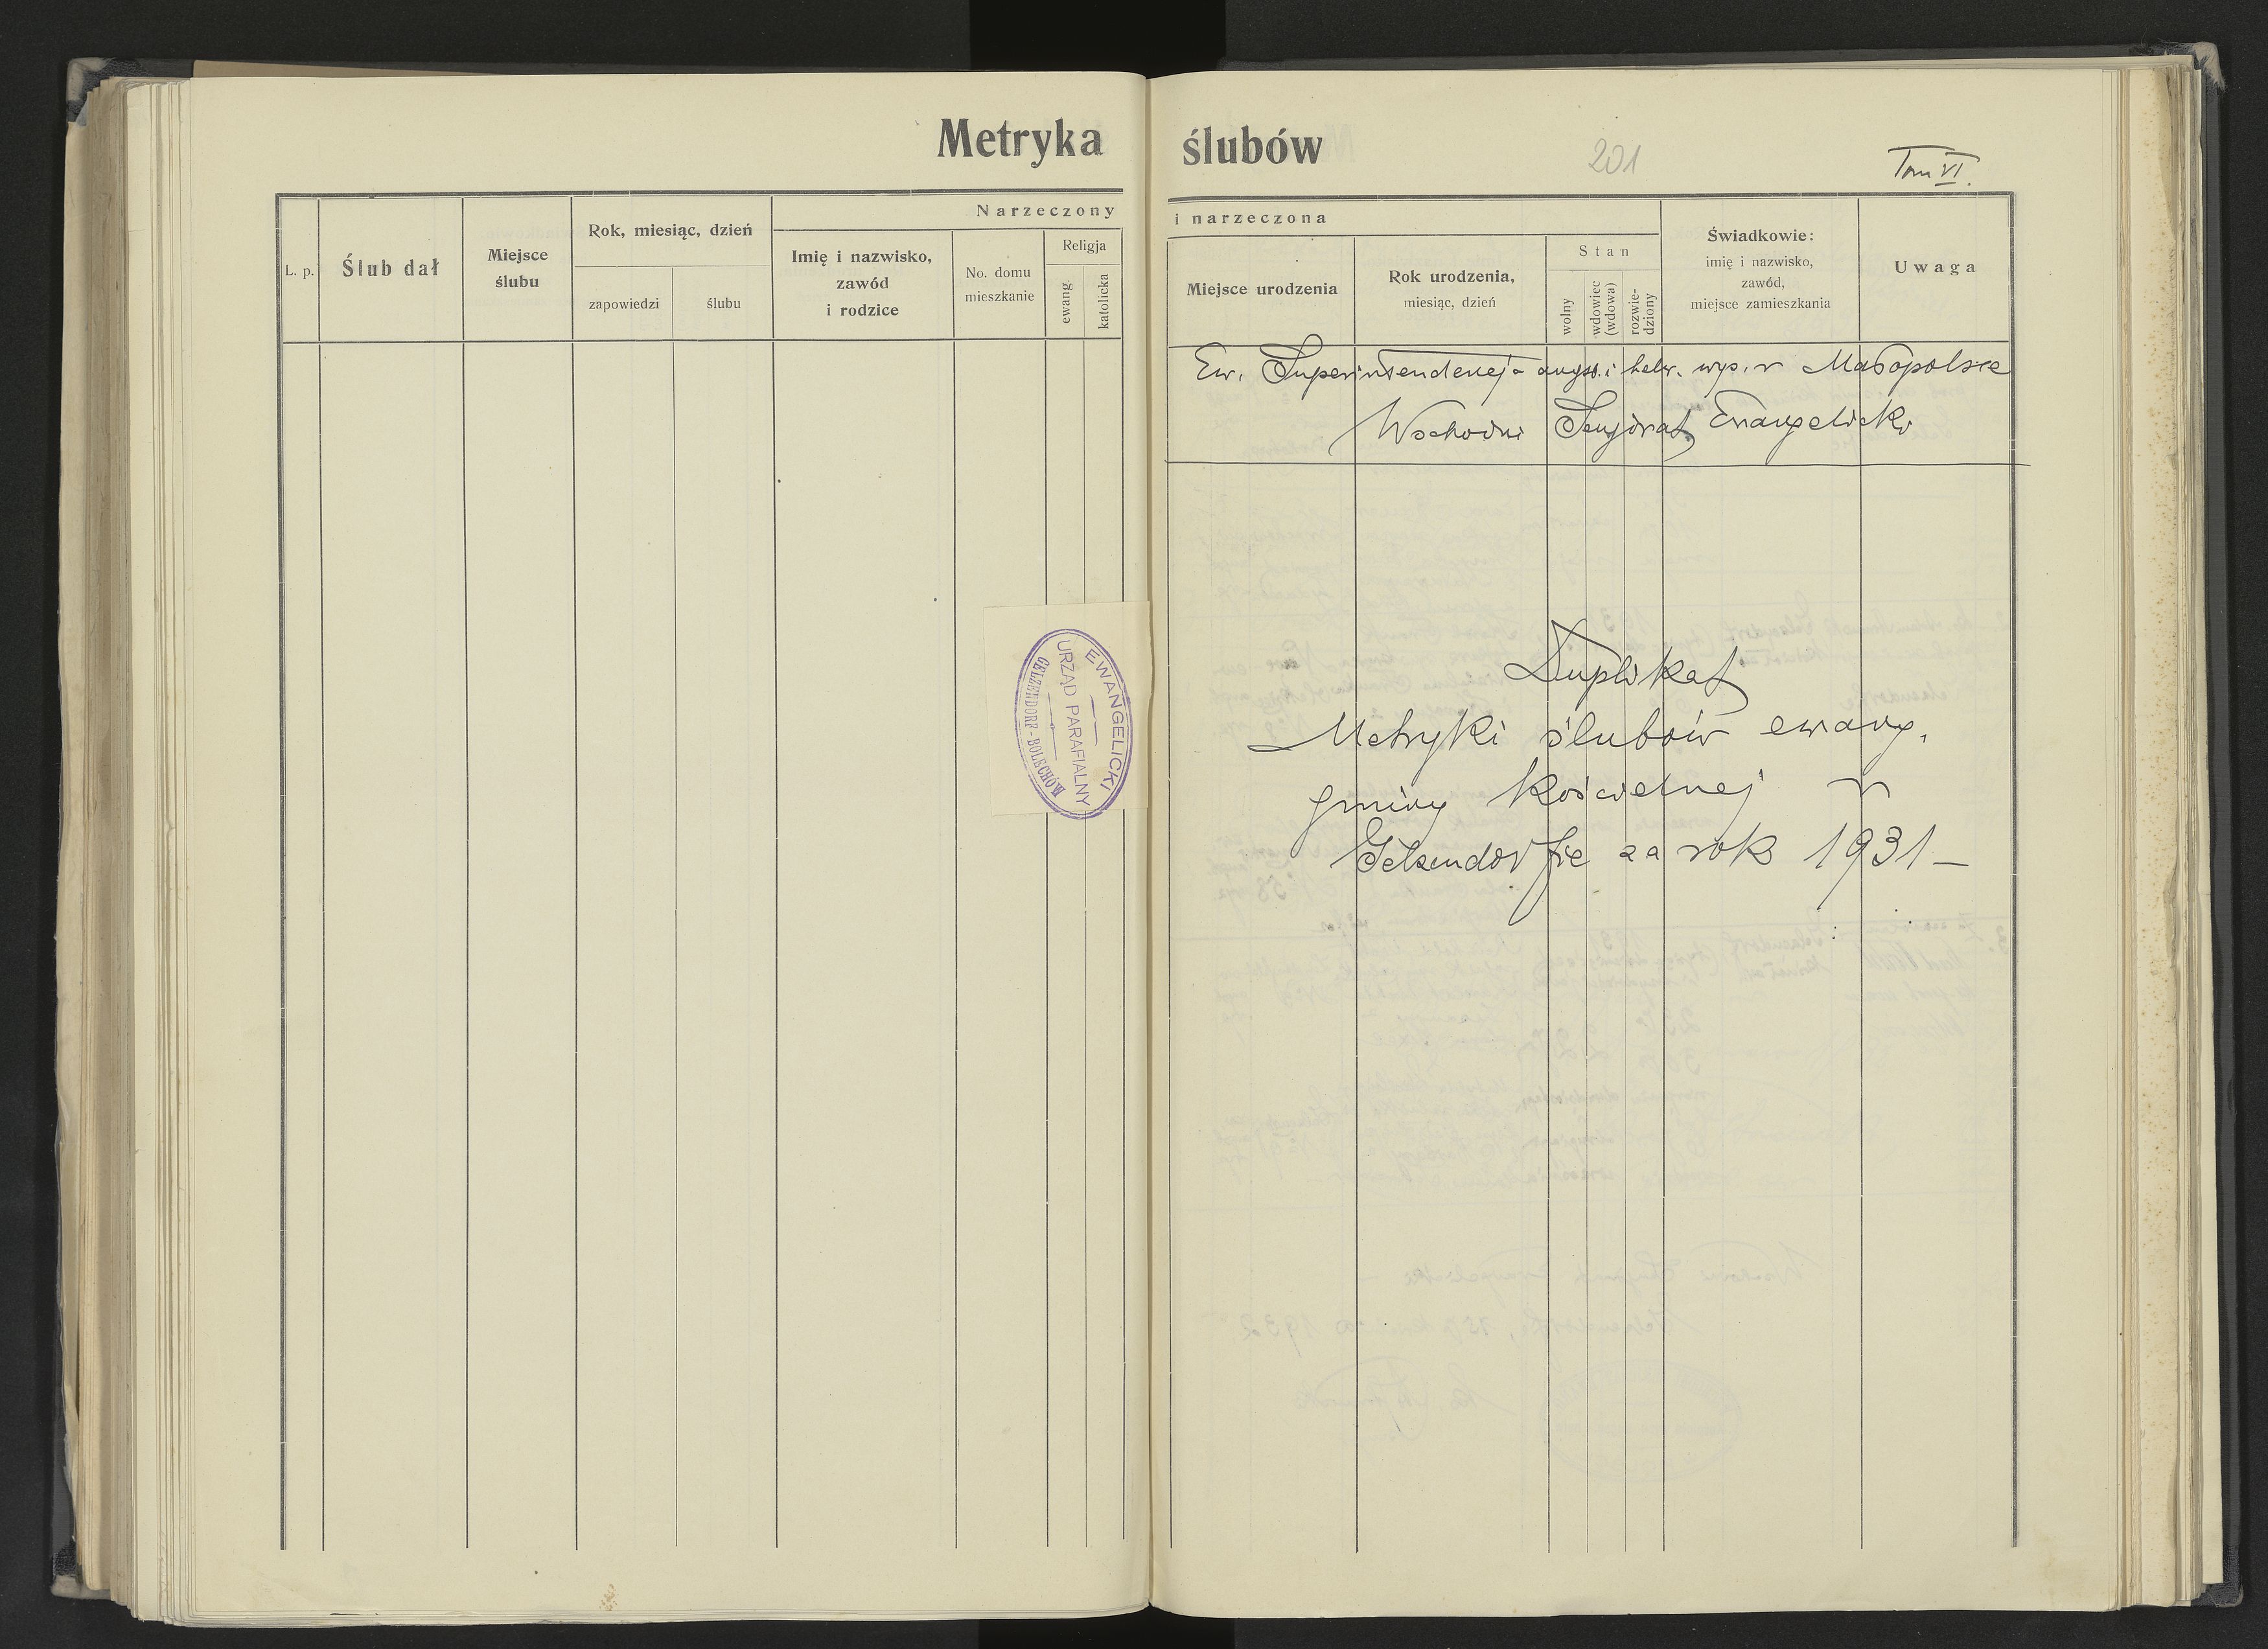 Metryka ślubów
201
Tom VI.
Narzeczony i narzeczona
L. p.
Ślub dał
Miejsce
ślubu
Rok, miesiąc, dzień
zapowiedzi
ślubu
Imię i nazwisko,
zawód
i rodzice
No. domu
mieszkanie
Religja
ewang.
katolicka
Miejsce urodzenia
Rok urodzenia,
miesiąc, dzień
Stan
wolny
wdowiec
(wdowa)
rozwie-
dziony
Świadkowie:
imię i nazwisko,
zawód,
miejsce zamieszkania
Uwaga
Ew. Superintendencja augsb. i helw. wyz. w Małopolsce
Wschodni Senjorat Ewangelicki
EWANGELICKI
URZĄD PARAFIALNY
GELZENDORF - BOLECHÓW
Duplikat
Metryki ślubów ewang.
gminy kościelnej w
Gelsendorfie za rok 1931 –